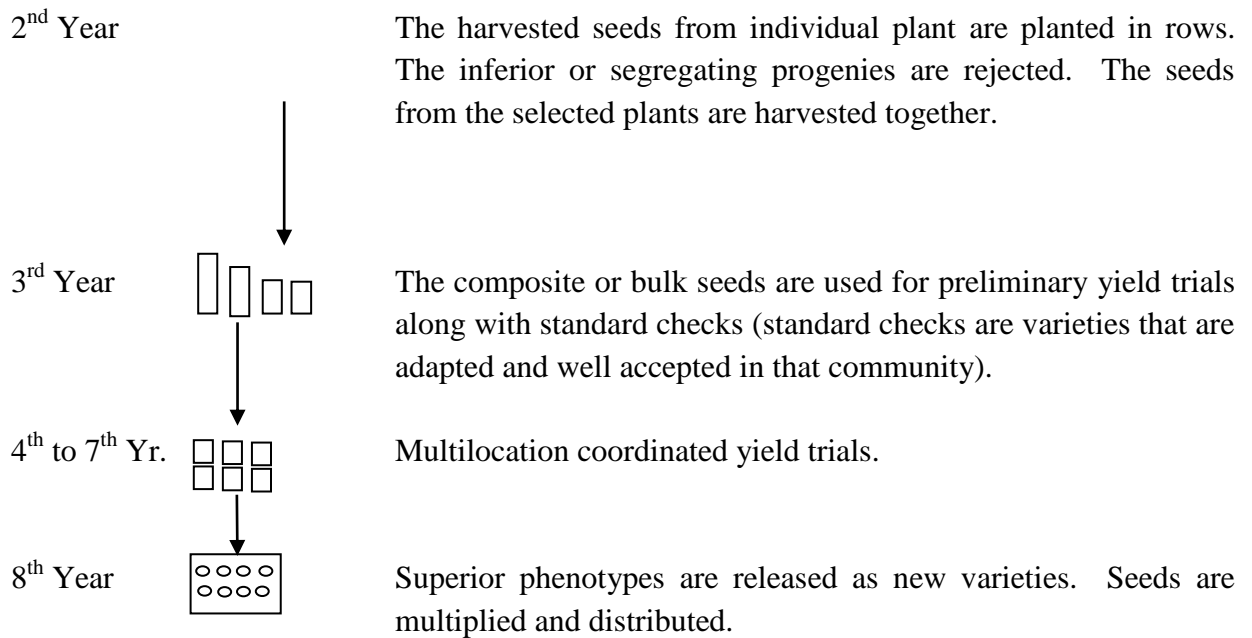 2nd Year The harvested seeds from individual plant are planted in rows.
The inferior or segregating progenies are rejected. The seeds
from the selected plants are harvested together.
3rd Year The composite or bulk seeds are used for preliminary yield trials
along with standard checks (standard checks are varieties that are
adapted and well accepted in that community).
4th to 7th Yr. Multilocation coordinated yield trials.
8th Year Superior phenotypes are released as new varieties. Seeds are
multiplied and distributed.